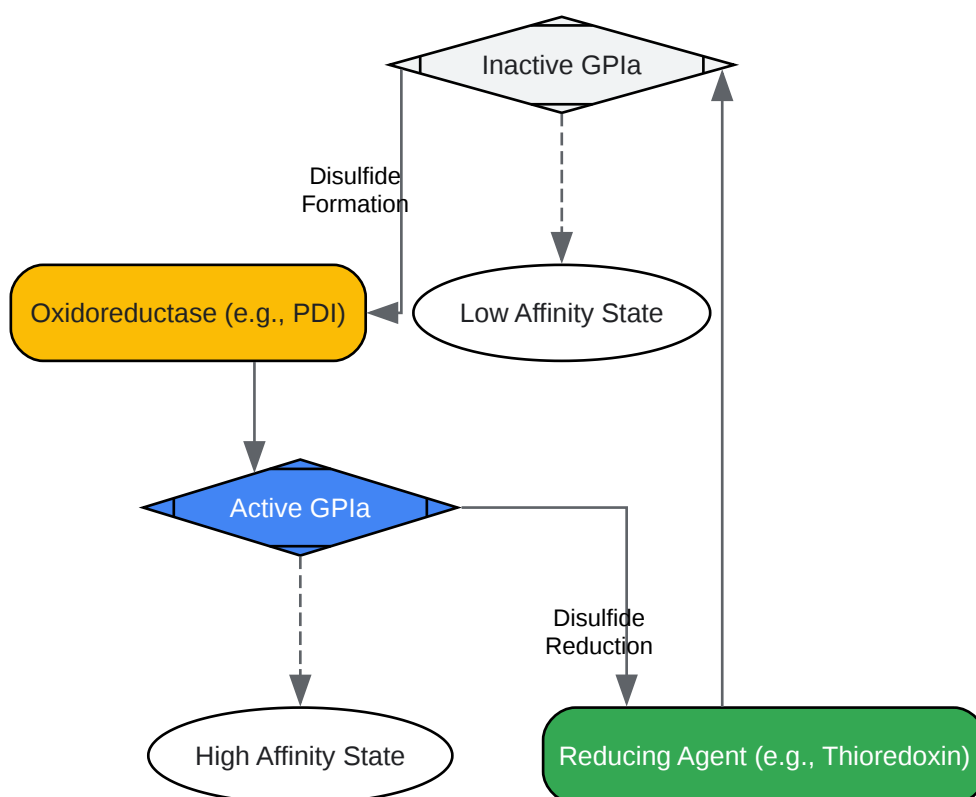 Inactive GPIa
Disulfide
Formation
Oxidoreductase (e.g., PDI)
Low Affinity State
Active GPIa
Disulfide
Reduction
High Affinity State
Reducing Agent (e.g., Thioredoxin)